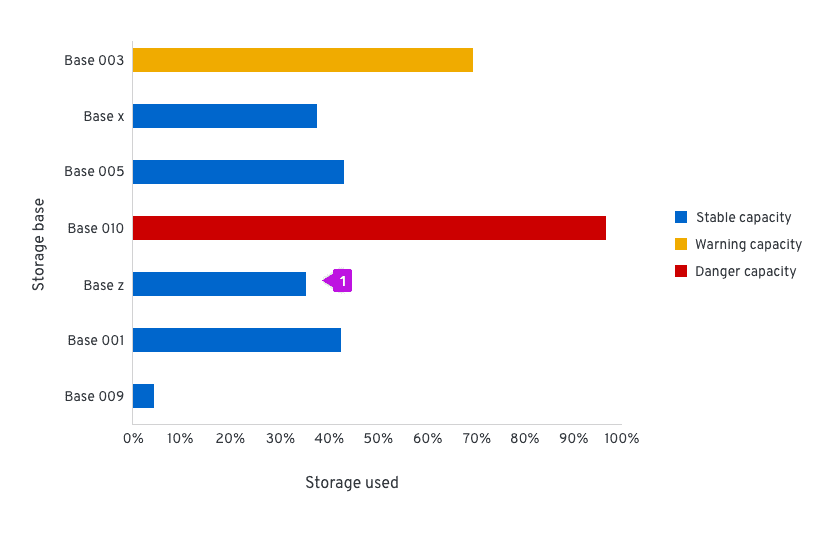 Base 003
Base x
Base 005
Base 010
Base z
Base 001
Base 009
Storage base
1
0% 10% 20% 30% 40% 50% 60% 70% 80% 90% 100%
Storage used
Stable capacity
Warning capacity
Danger capacity